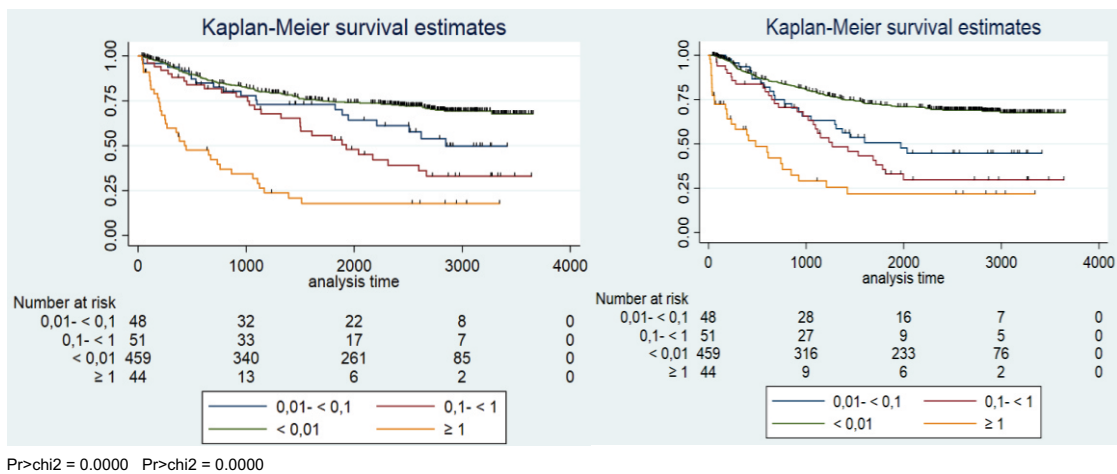 Kaplan-Meier survival estimates
1.00
0.75
0.50
0.25
0.00
0 1000 2000 3000 4000
analysis time
Number at risk
0,01- < 0,1 48 32 22 8 0
0,1- < 1 51 33 17 7 0
< 0,01 459 340 261 85 0
≥ 1 44 13 6 2 0
0,01- < 0,1 0,1- < 1
< 0,01 ≥ 1
Kaplan-Meier survival estimates
1.00
0.75
0.50
0.25
0.00
0 1000 2000 3000 4000
analysis time
Number at risk
0,01- < 0,1 48 28 16 7 0
0,1- < 1 51 27 9 5 0
< 0,01 459 316 233 76 0
≥ 1 44 9 6 2 0
0,01- < 0,1 0,1- < 1
< 0,01 ≥ 1
Pr>chi2 = 0.0000 Pr>chi2 = 0.0000